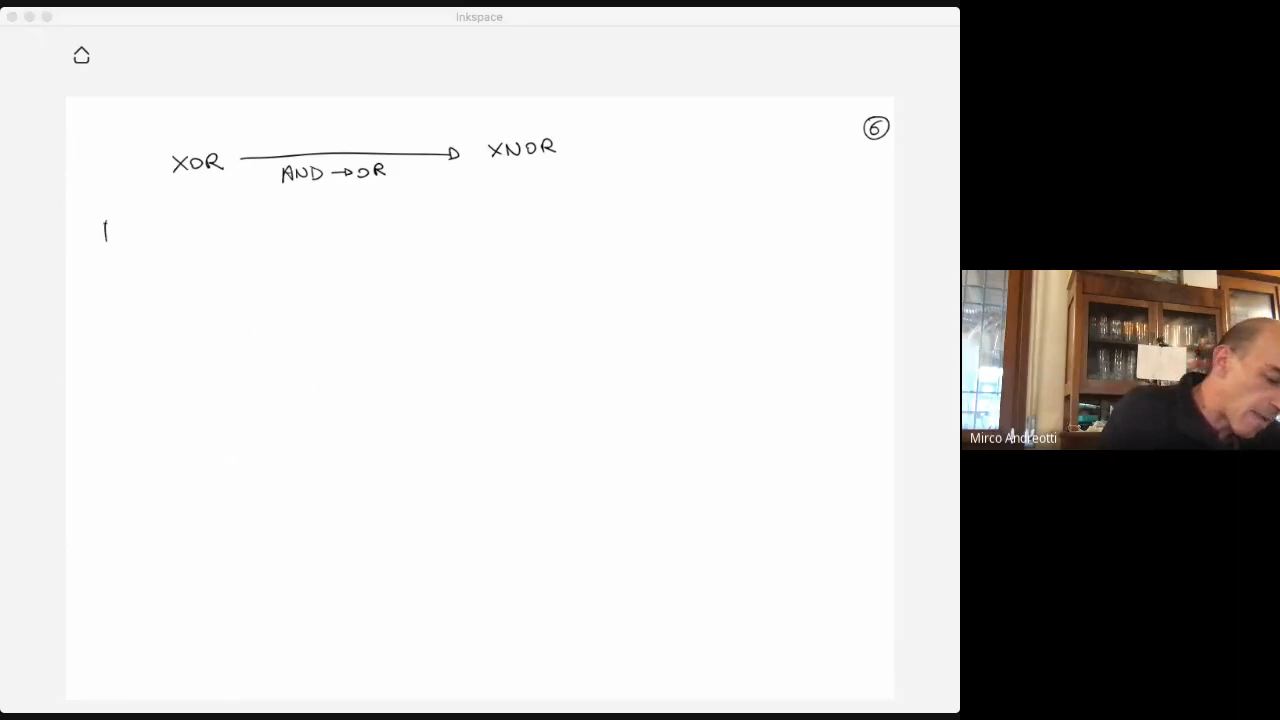 Inkspace
6
XOR → XNOR
AND → OR
Mirco Andreotti